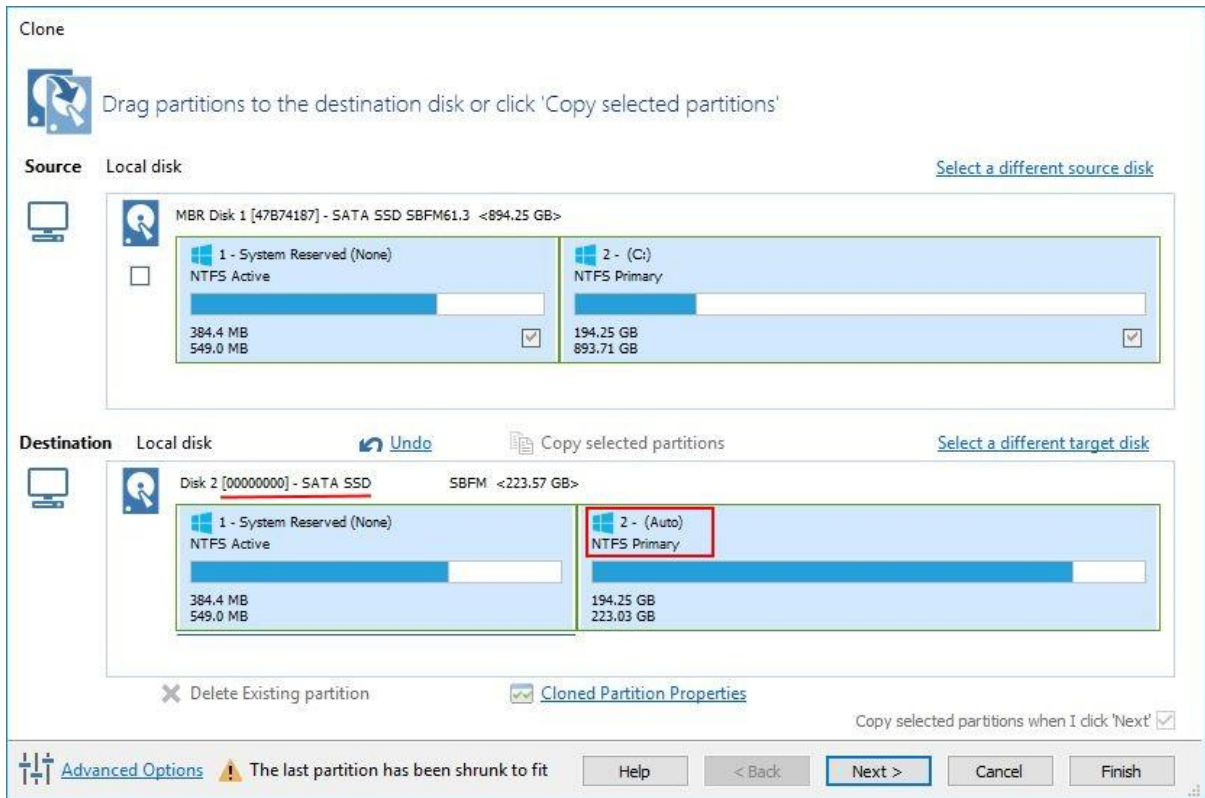 Clone
Drag partitions to the destination disk or click 'Copy selected partitions'
Source Local disk Select a different source disk
MBR Disk 1 [47B74187] - SATA SSD SBFM61.3 <894.25 GB>
1 - System Reserved (None)
NTFS Active
384.4 MB
549.0 MB
2 - (C:)
NTFS Primary
194.25 GB
893.71 GB
Destination Local disk Undo Copy selected partitions Select a different target disk
Disk 2 [00000000] - SATA SSD SBFM <223.57 GB>
1 - System Reserved (None)
NTFS Active
384.4 MB
549.0 MB
2 - (Auto)
NTFS Primary
194.25 GB
223.03 GB
Delete Existing partition Cloned Partition Properties
Copy selected partitions when I click 'Next'
Advanced Options The last partition has been shrunk to fit Help < Back Next > Cancel Finish